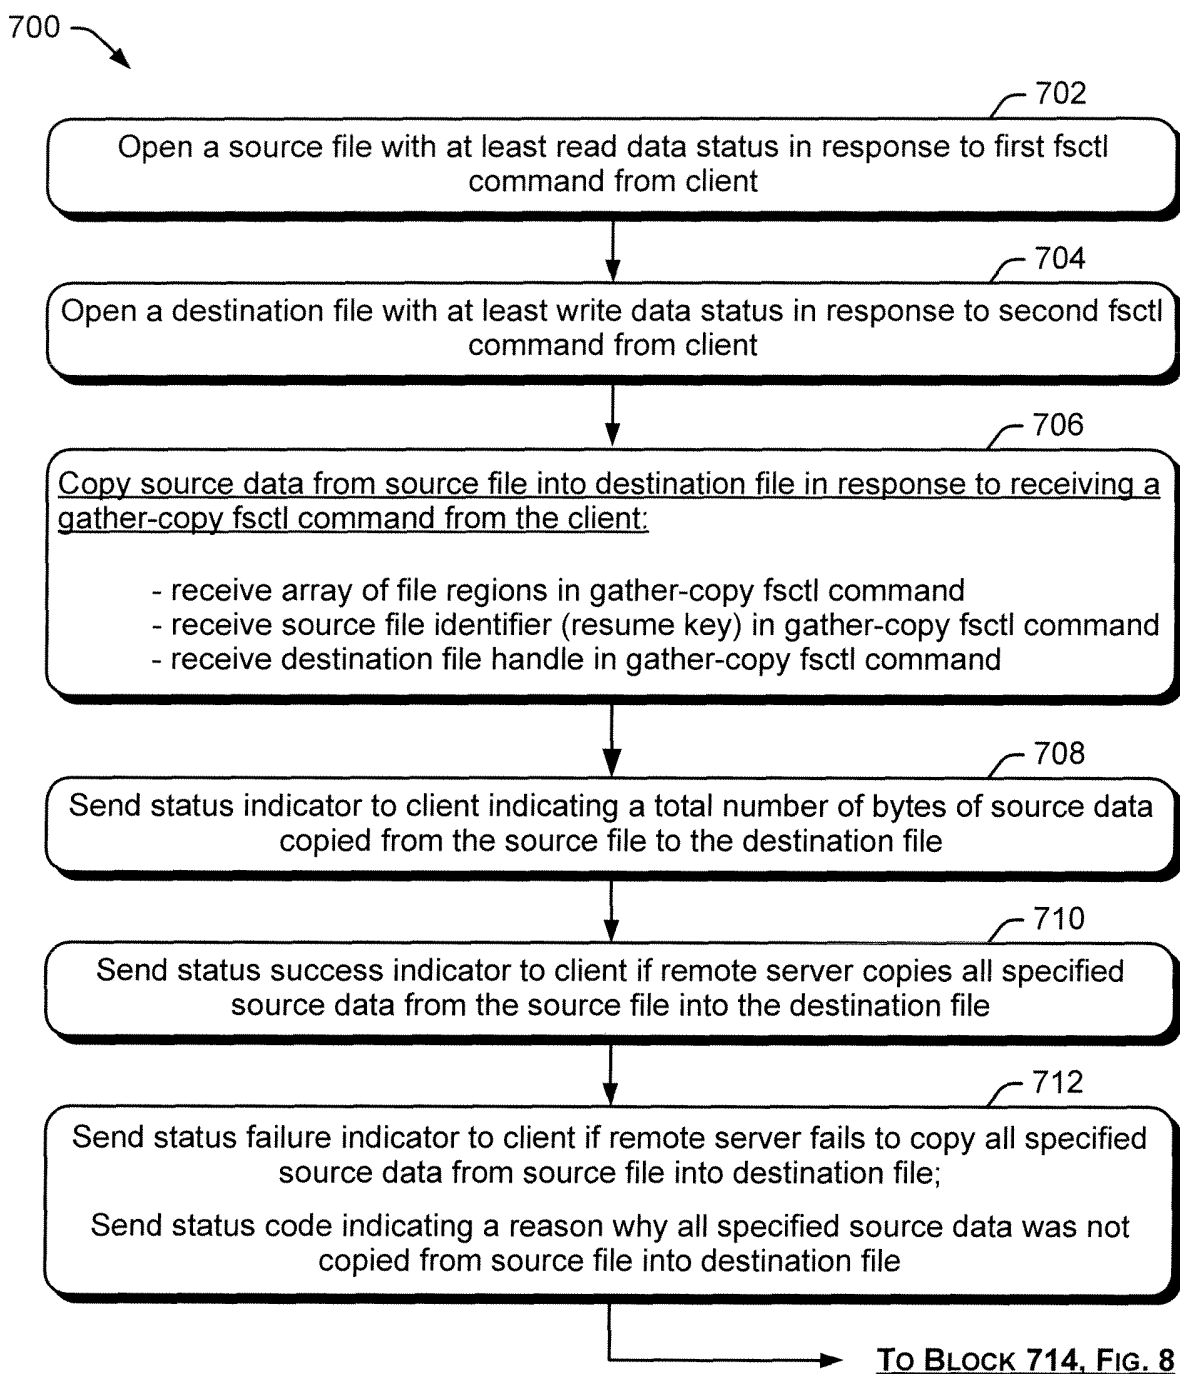 700
702
Open a source file with at least read data status in response to first fsctl
command from client
704
Open a destination file with at least write data status in response to second fsctl
command from client
706
Copy source data from source file into destination file in response to receiving a
gather-copy fsctl command from the client:
- receive array of file regions in gather-copy fsctl command
- receive source file identifier (resume key) in gather-copy fsctl command
- receive destination file handle in gather-copy fsctl command
708
Send status indicator to client indicating a total number of bytes of source data
copied from the source file to the destination file
710
Send status success indicator to client if remote server copies all specified
source data from the source file into the destination file
712
Send status failure indicator to client if remote server fails to copy all specified
source data from source file into destination file;
Send status code indicating a reason why all specified source data was not
copied from source file into destination file
TO BLOCK 714, FIG. 8